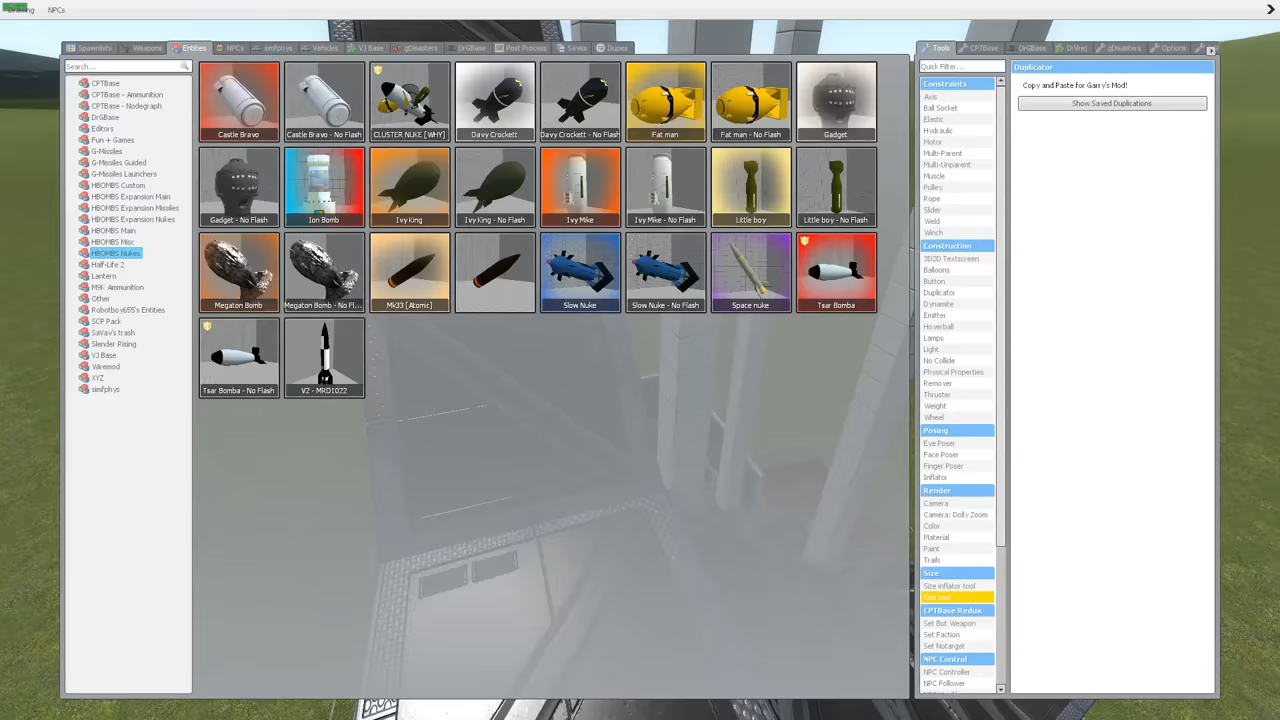 Drawing NPCs
Spawnlists Weapons Entities NPCs simfphys Vehicles VJ Base gDisasters DrGBase Post Process Saves Dupes
Search...
CPTBase
CPTBase - Ammunition
CPTBase - Nodegraph
DrGBase
Editors
Fun + Games
G-Missiles
G-Missiles Guided
G-Missiles Launchers
HBOMBS Custom
HBOMBS Expansion Main
HBOMBS Expansion Missiles
HBOMBS Expansion Nukes
HBOMBS Main
HBOMBS Misc
HBOMBS Nukes
Half-Life 2
Lantern
M9K Ammunition
Other
Robotboy655's Entities
SCP Pack
SaVav's trash
Slender Rising
VJ Base
Wiremod
XYZ
simfphys
Castle Bravo
Castle Bravo - No Flash
CLUSTER NUKE [WHY]
Davy Crockett
Davy Crockett - No Flash
Fat man
Fat man - No Flash
Gadget
Gadget - No Flash
Ion Bomb
Ivy King
Ivy King - No Flash
Ivy Mike
Ivy Mike - No Flash
Little boy
Little boy - No Flash
Megaton Bomb
Megaton Bomb - No Fl...
Mk33 [Atomic]
Slow Nuke
Slow Nuke - No Flash
Space nuke
Tsar Bomba
Tsar Bomba - No Flash
V2 - MRD1022
Tools CPTBase DrGBase DrVrej gDisasters Options
Quick Filter...
Constraints
Axis
Ball Socket
Elastic
Hydraulic
Motor
Multi-Parent
Multi-Unparent
Muscle
Pulley
Rope
Slider
Weld
Winch
Construction
3D2D Textscreen
Balloons
Button
Duplicator
Dynamite
Emitter
Hoverball
Lamps
Light
No Collide
Physical Properties
Remover
Thruster
Weight
Wheel
Posing
Eye Poser
Face Poser
Finger Poser
Inflator
Render
Camera
Camera: Dolly Zoom
Color
Material
Paint
Trails
Size
Size inflator tool
Size tool
CPTBase Redux
Set Bot Weapon
Set Faction
Set Notarget
NPC Control
NPC Controller
NPC Follower
Duplicator
Copy and Paste for Garry's Mod!
Show Saved Duplications